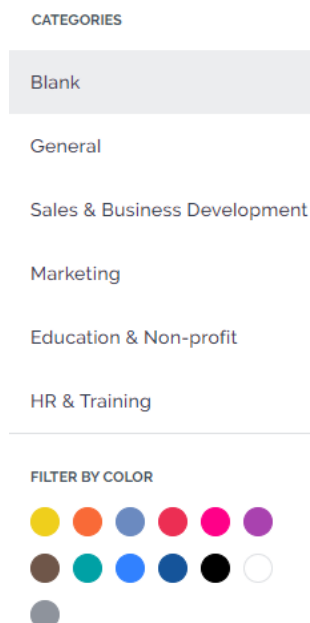 CATEGORIES
Blank
General
Sales & Business Development
Marketing
Education & Non-profit
HR & Training
FILTER BY COLOR